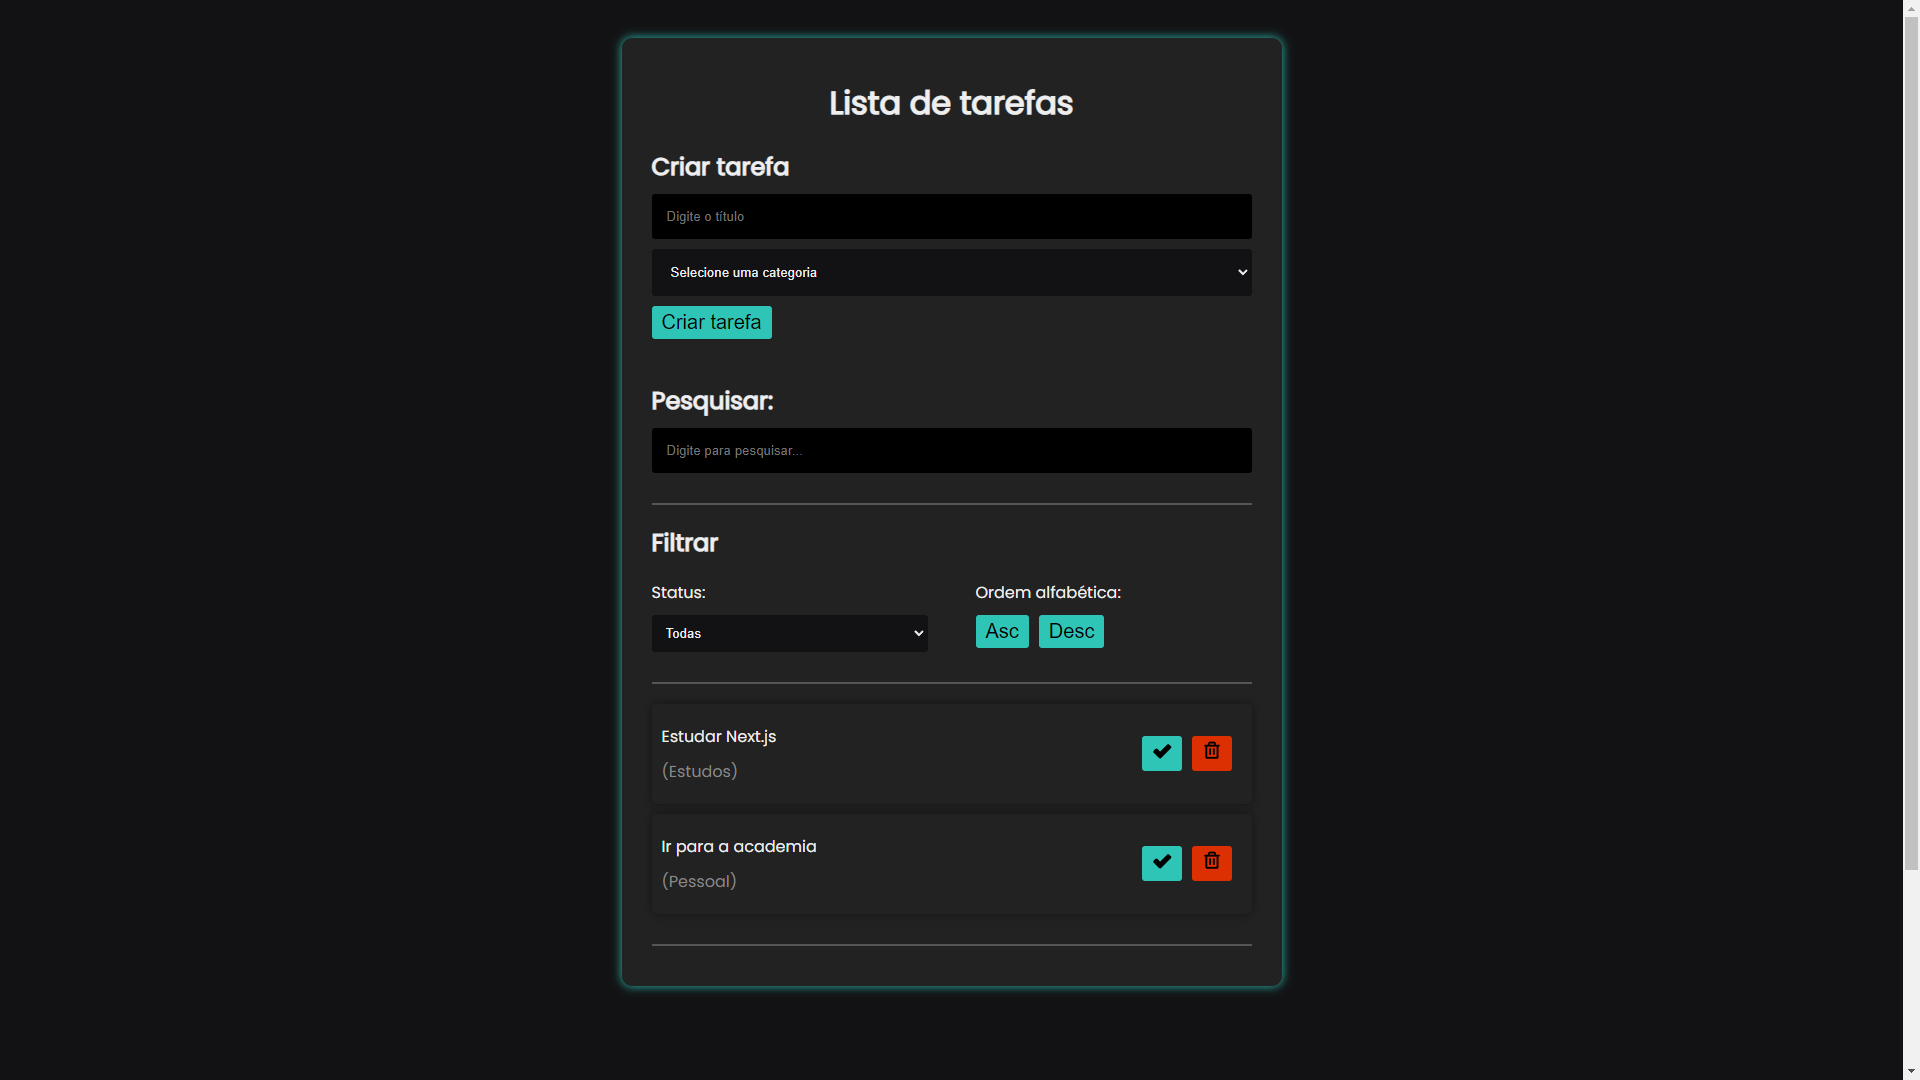 Lista de tarefas
Criar tarefa
Digite o título
Selecione uma categoria
Criar tarefa
Pesquisar:
Digite para pesquisar...
Filtrar
Status:
Ordem alfabética:
Todas
Asc
Desc
Estudar Next.js
(Estudos)
Ir para a academia
(Pessoal)